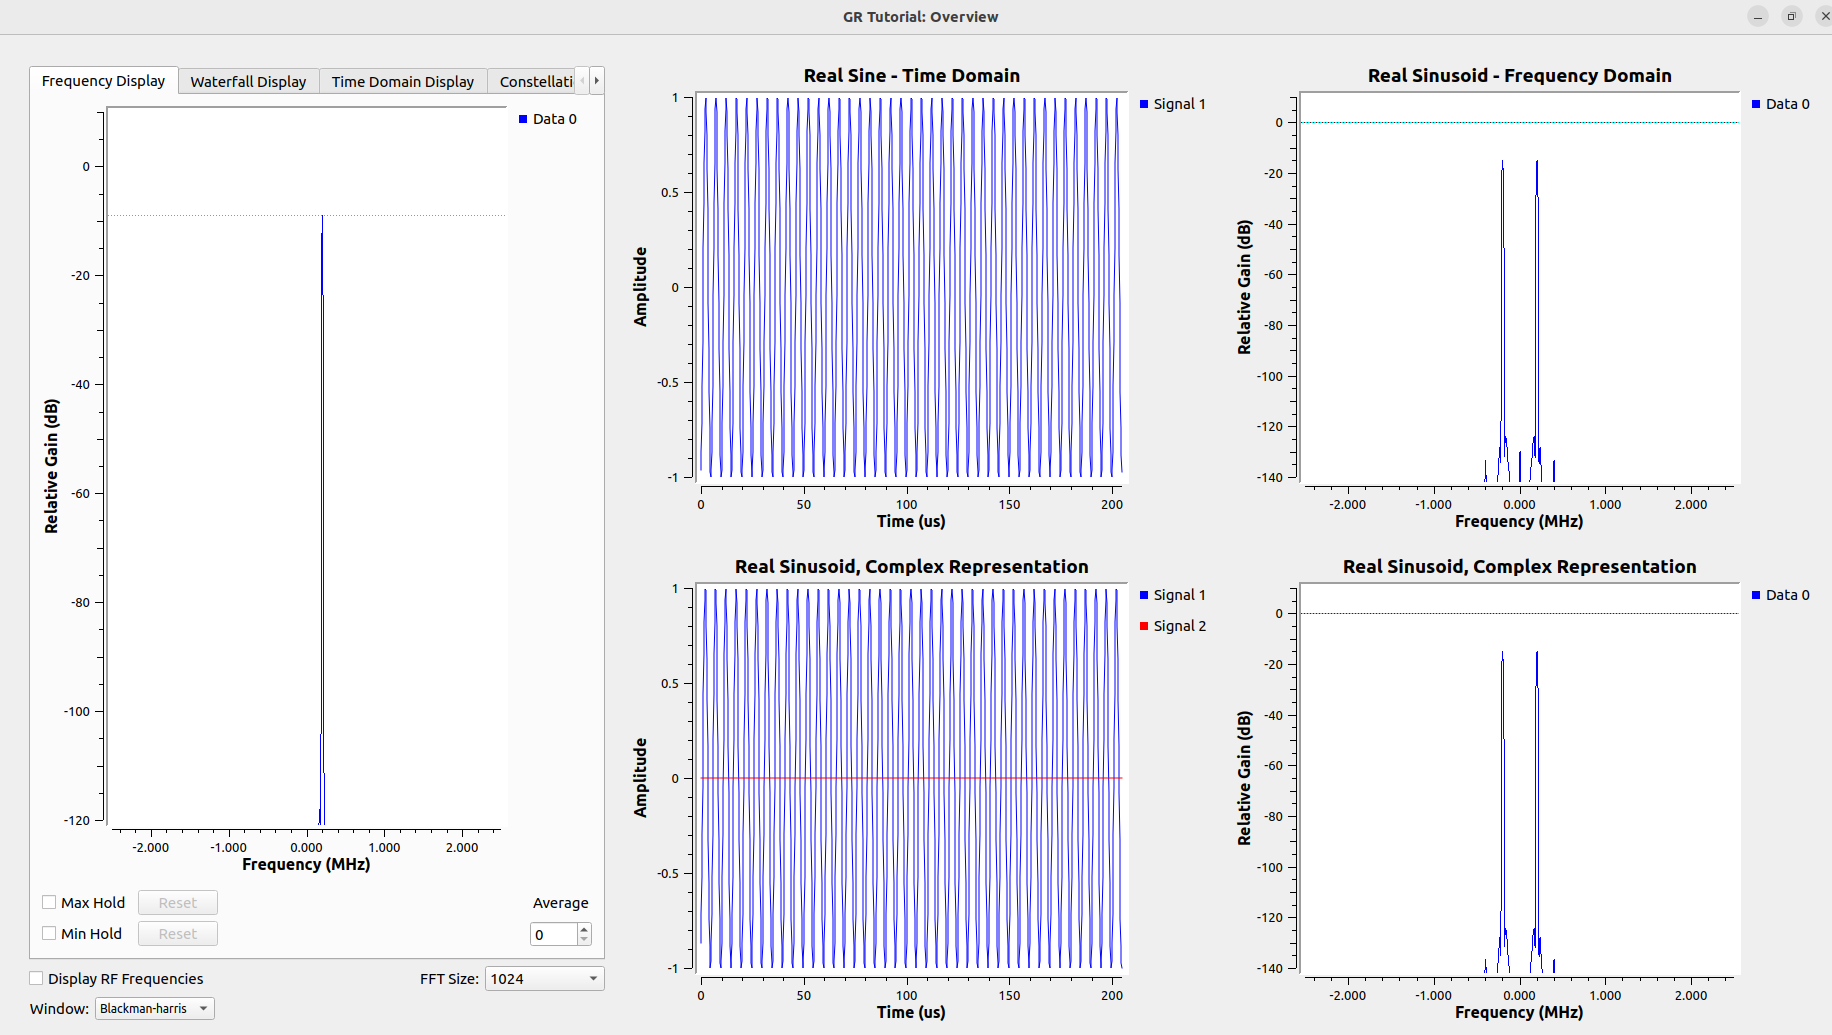 GR Tutorial: Overview
Frequency Display
Waterfall Display
Time Domain Display
Constellati
Data 0
0
-20
-40
-60
-80
-100
-120
Relative Gain (dB)
-2.000
-1.000
0.000
1.000
2.000
Frequency (MHz)
Max Hold
Reset
Average
Min Hold
Reset
0
Display RF Frequencies
FFT Size:
1024
Window:
Blackman-harris
Real Sine - Time Domain
Signal 1
1
0.5
0
-0.5
-1
Amplitude
0
50
100
150
200
Time (us)
Real Sinusoid - Frequency Domain
Data 0
0
-20
-40
-60
-80
-100
-120
-140
Relative Gain (dB)
-2.000
-1.000
0.000
1.000
2.000
Frequency (MHz)
Real Sinusoid, Complex Representation
Signal 1
Signal 2
1
0.5
0
-0.5
-1
Amplitude
0
50
100
150
200
Time (us)
Real Sinusoid, Complex Representation
Data 0
0
-20
-40
-60
-80
-100
-120
-140
Relative Gain (dB)
-2.000
-1.000
0.000
1.000
2.000
Frequency (MHz)